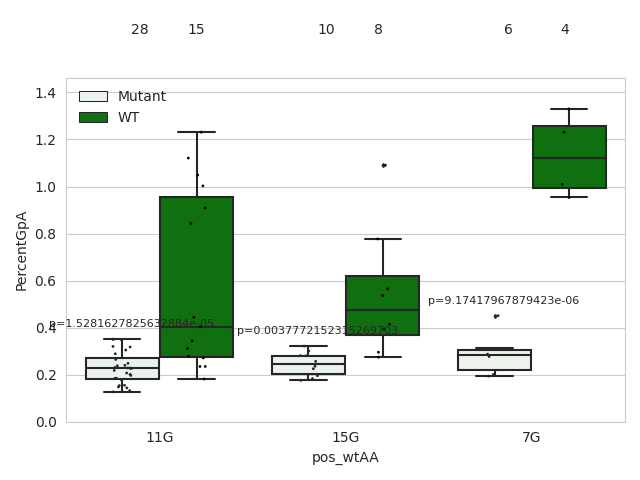 28 15 10 8 6 4
1.4
Mutant
WT
1.2
1.0
0.8
0.6
p=9.17417967879423e-06
p=1.5281627825632884e-05
0.4
p=0.0037772152315269703
0.2
0.0
PercentGpA
11G 15G 7G
pos_wtAA